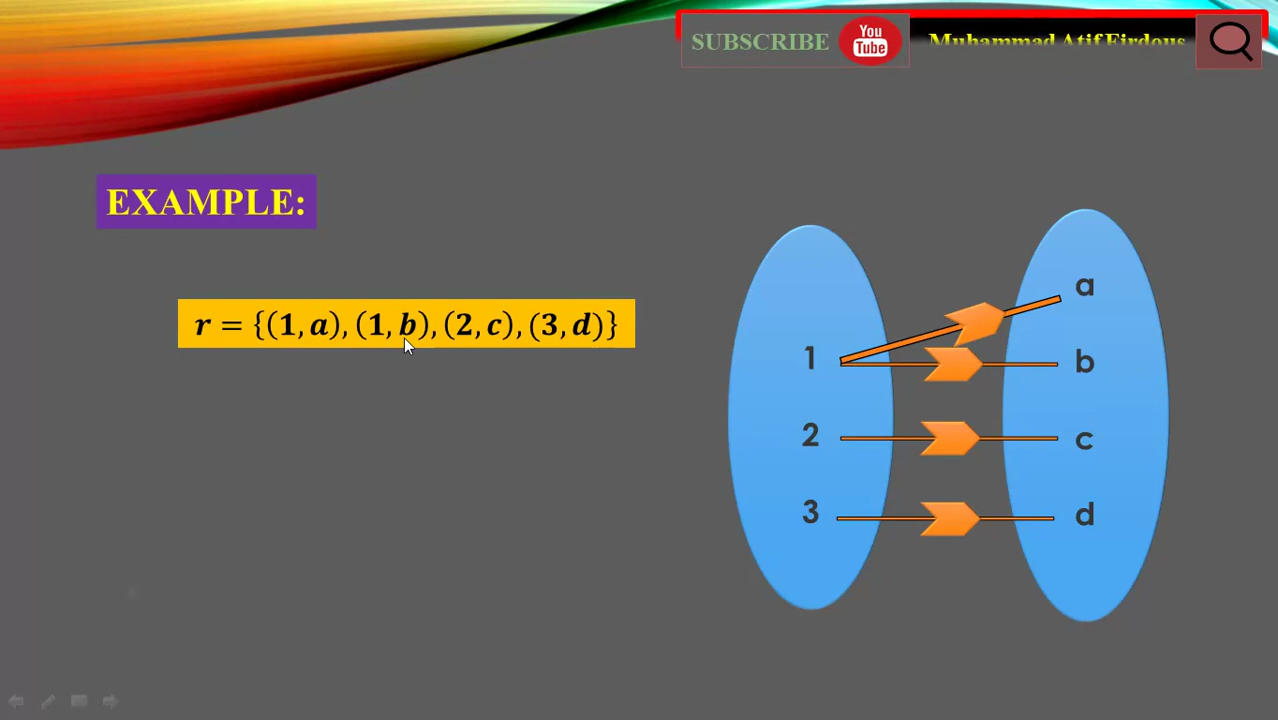 SUBSCRIBE
You
Tube
Muhammad Atif Firdous
EXAMPLE:
r = {(1, a), (1, b), (2, c), (3, d)}
a
1
b
2
c
3
d